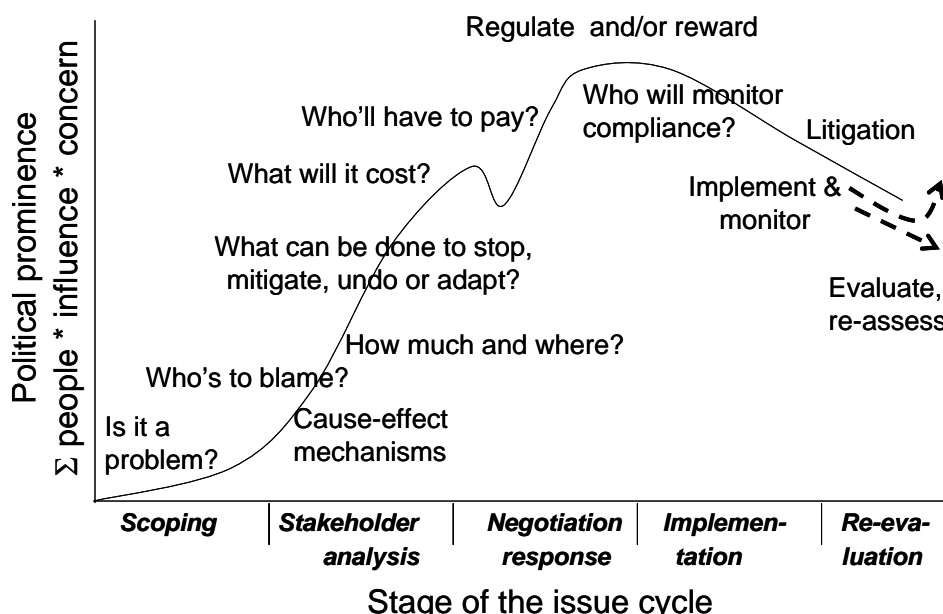 Regulate and/or reward
Who'll have to pay?
Who will monitor
compliance?
Litigation
What will it cost?
Implement &
monitor
What can be done to stop,
mitigate, undo or adapt?
Evaluate,
re-assess
How much and where?
Who's to blame?
Cause-effect
mechanisms
Is it a
problem?
Political prominence
Σ people * influence * concern
Scoping
Stakeholder
analysis
Negotiation
response
Implemen-
tation
Re-eva-
luation
Stage of the issue cycle